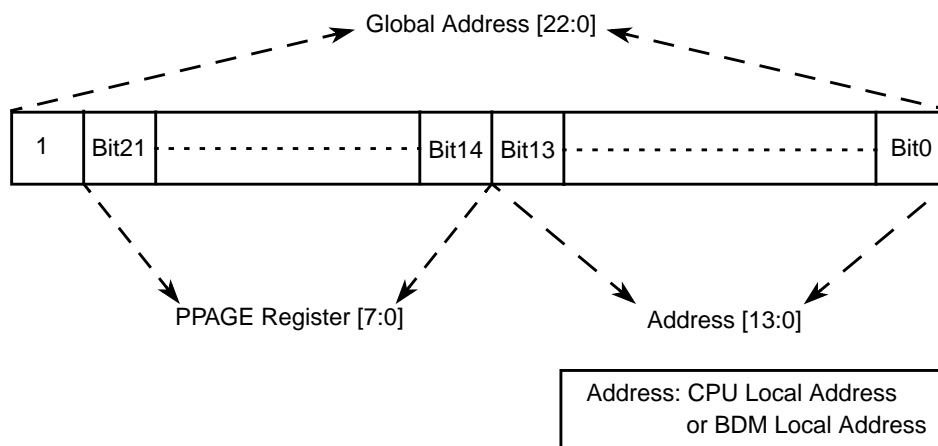 Global Address [22:0]
1 Bit21 Bit14 Bit13 Bit0
PPAGE Register [7:0] Address [13:0]
Address: CPU Local Address
or BDM Local Address